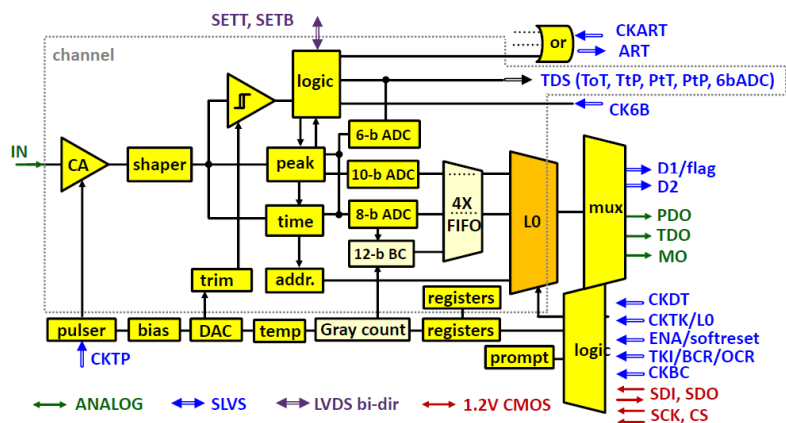 SETT, SETB
CKART
or
ART
channel
logic
TDS (ToT, TtP, PtT, PtP, 6bADC)
CK6B
6-b ADC
IN
CA
shaper
peak
10-b ADC
D1/flag
D2
4X
FIFO
L0
mux
time
8-b ADC
PDO
TDO
12-b BC
MO
trim
addr.
registers
CKDT
pulser
bias
DAC
temp
Gray count
registers
CKTK/L0
logic
ENA/softreset
CKTP
prompt
TKI/BCR/OCR
CKBC
SDI, SDO
ANALOG
SLVS
LVDS bi-dir
1.2V CMOS
SCK, CS